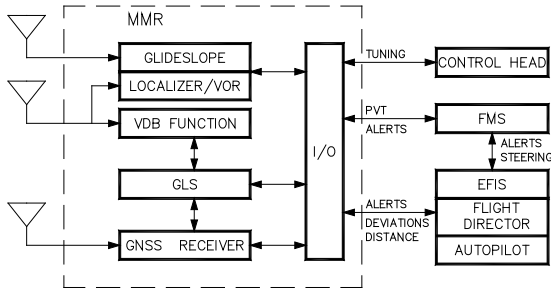 MMR
GLIDESLOPE
LOCALIZER/VOR
VDB FUNCTION
GLS
GNSS RECEIVER
I/O
TUNING
CONTROL HEAD
PVT
ALERTS
FMS
ALERTS
STEERING
ALERTS
DEVIATIONS
DISTANCE
EFIS
FLIGHT
DIRECTOR
AUTOPILOT